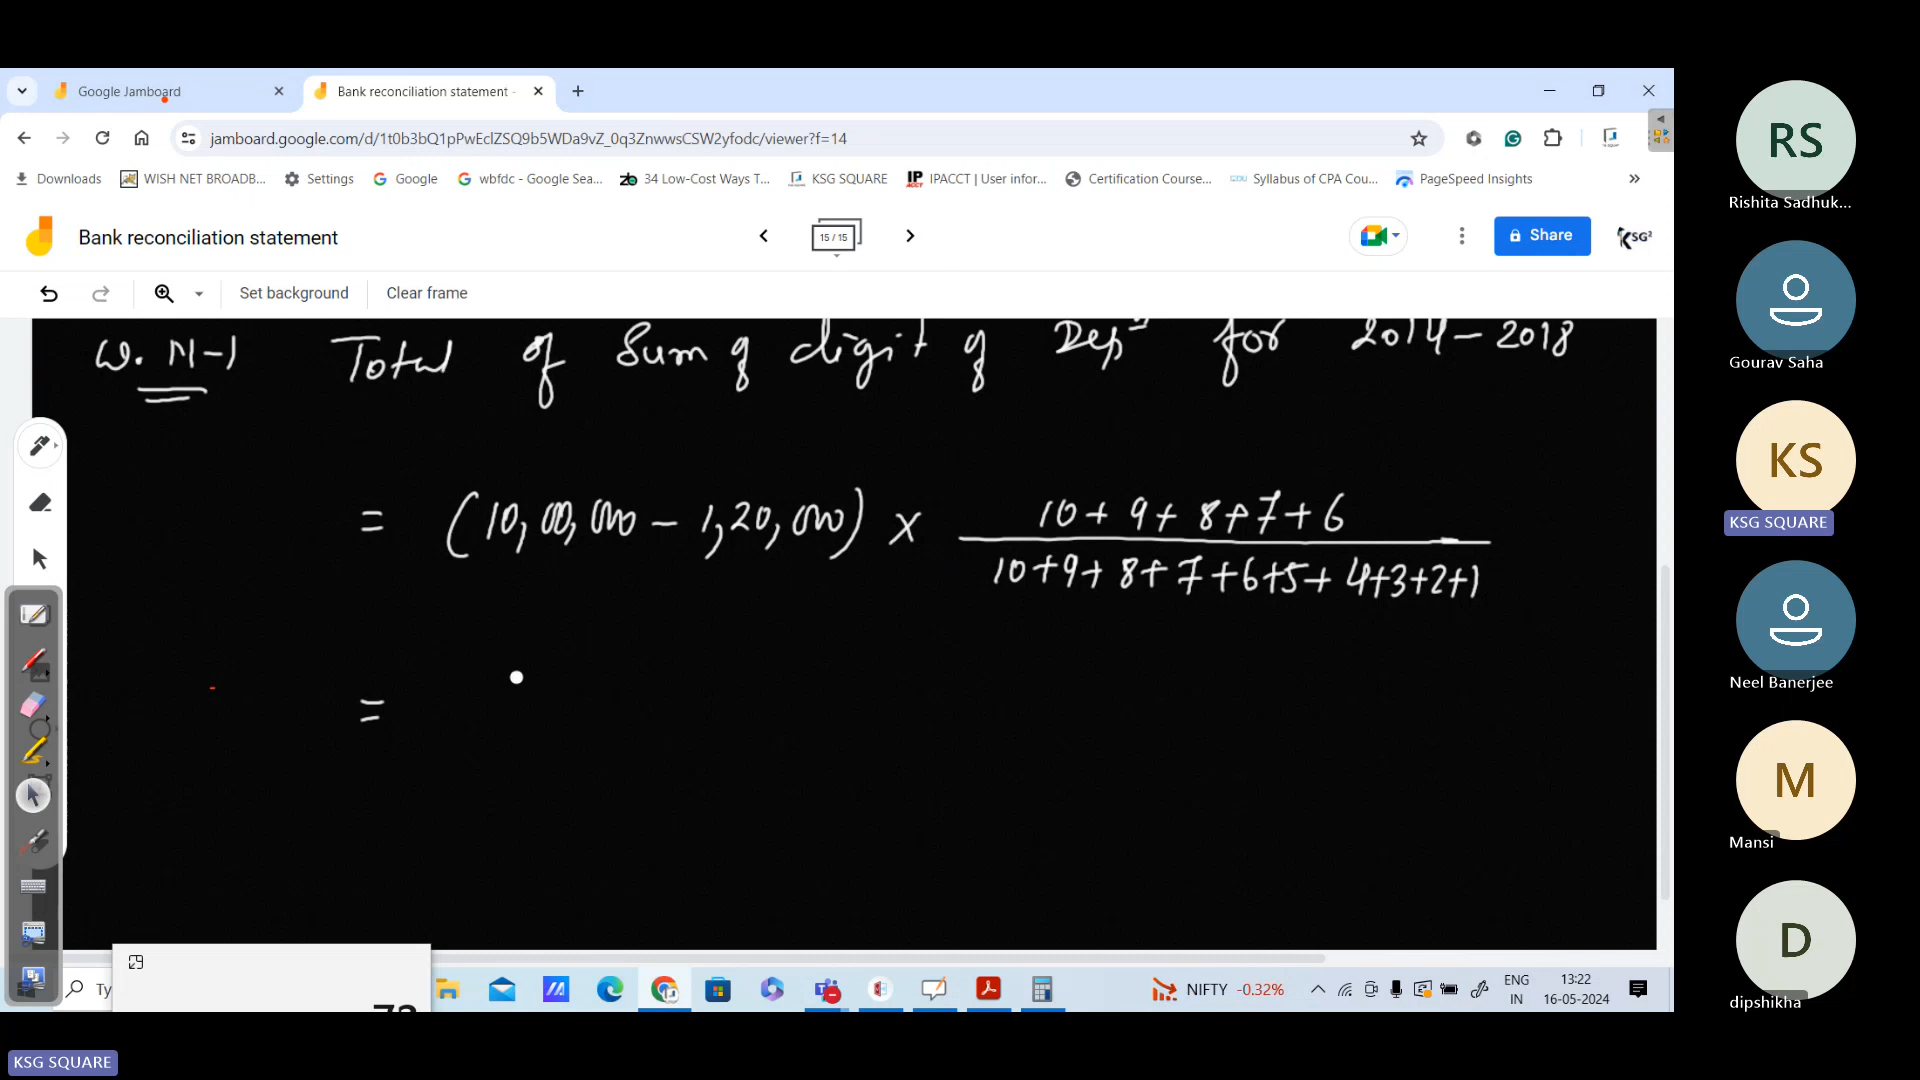 Google Jamboard
Bank reconciliation statement -
jamboard.google.com/d/1t0b3bQ1pPwEclZSQ9b5WDa9vZ_0q3ZnwwsCSW2yfodc/viewer?f=14
Downloads WISH NET BROADB... Settings Google wbfdc - Google Sea... 34 Low-Cost Ways T... KSG SQUARE IPACCT | User infor... Certification Course... Syllabus of CPA Cou... PageSpeed Insights »
Bank reconciliation statement
15 / 15
Share
KSG²
Set background Clear frame
W. N-1 Total of Sum of digit of Depn for 2014-2018
= (10,00,000 - 1,20,000) × 10+9+8+7+6
10+9+8+7+6+5+4+3+2+1
=
Ty
NIFTY -0.32%
ENG
IN
13:22
16-05-2024
RS
Rishita Sadhuk...
Gourav Saha
KS
KSG SQUARE
Neel Banerjee
M
Mansi
D
dipshikha
KSG SQUARE